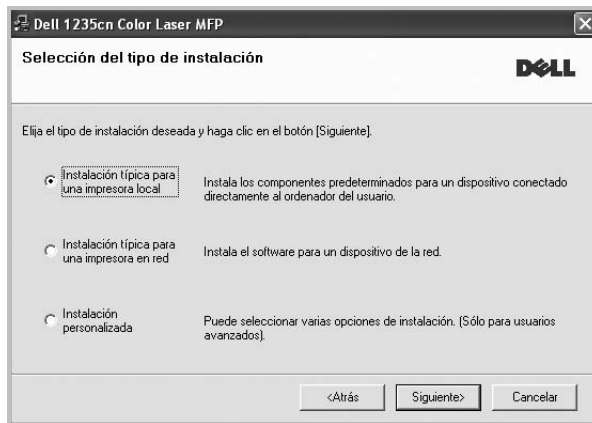 Dell 1235cn Color Laser MFP
Selección del tipo de instalación
DELL
Elija el tipo de instalación deseada y haga clic en el botón [Siguiente].
Instalación típica para
una impresora local
Instala los componentes predeterminados para un dispositivo conectado
directamente al ordenador del usuario.
Instalación típica para
una impresora en red
Instala el software para un dispositivo de la red.
Instalación
personalizada
Puede seleccionar varias opciones de instalación. (Sólo para usuarios
avanzados).
<Atrás
Siguiente>
Cancelar